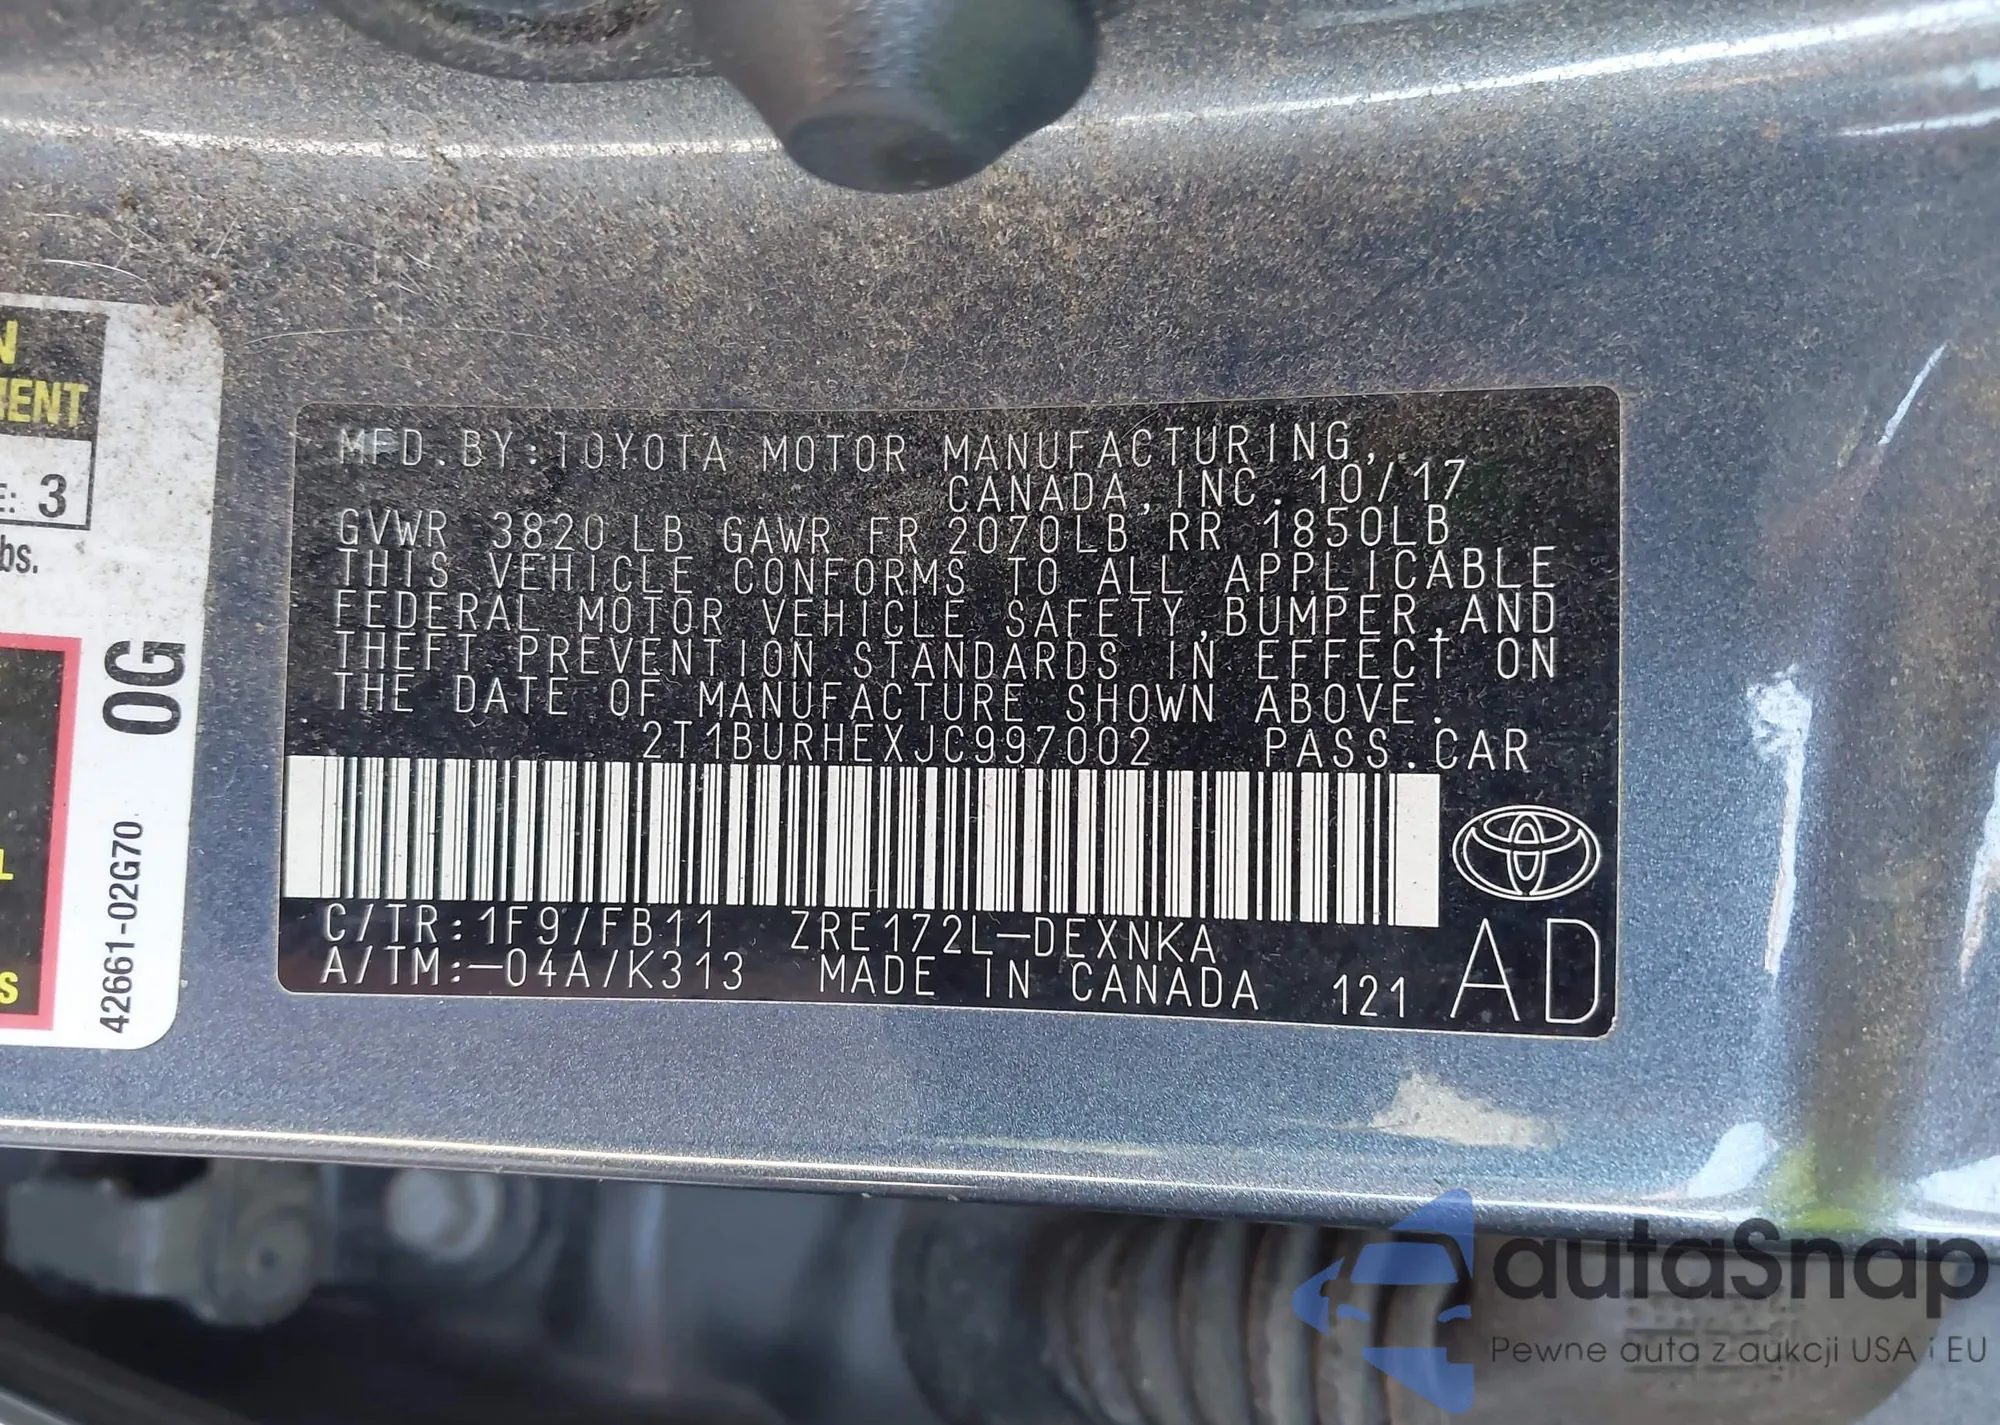 N
MENT
E: 3
bs.
0G
L
S
42661-02G70
MFD.BY:TOYOTA MOTOR MANUFACTURING,
CANADA,INC. 10/17
GVWR 3820 LB GAWR FR 2070LB RR 1850LB
THIS VEHICLE CONFORMS TO ALL APPLICABLE
FEDERAL MOTOR VEHICLE SAFETY,BUMPER,AND
THEFT PREVENTION STANDARDS IN EFFECT ON
THE DATE OF MANUFACTURE SHOWN ABOVE.
2T1BURHEXJC997002 PASS.CAR
C/TR:1F9/FB11 ZRE172L-DEXNKA
A/TM:-04A/K313 MADE IN CANADA 121 AD
autaSnap
Pewne auta z aukcji USA i EU